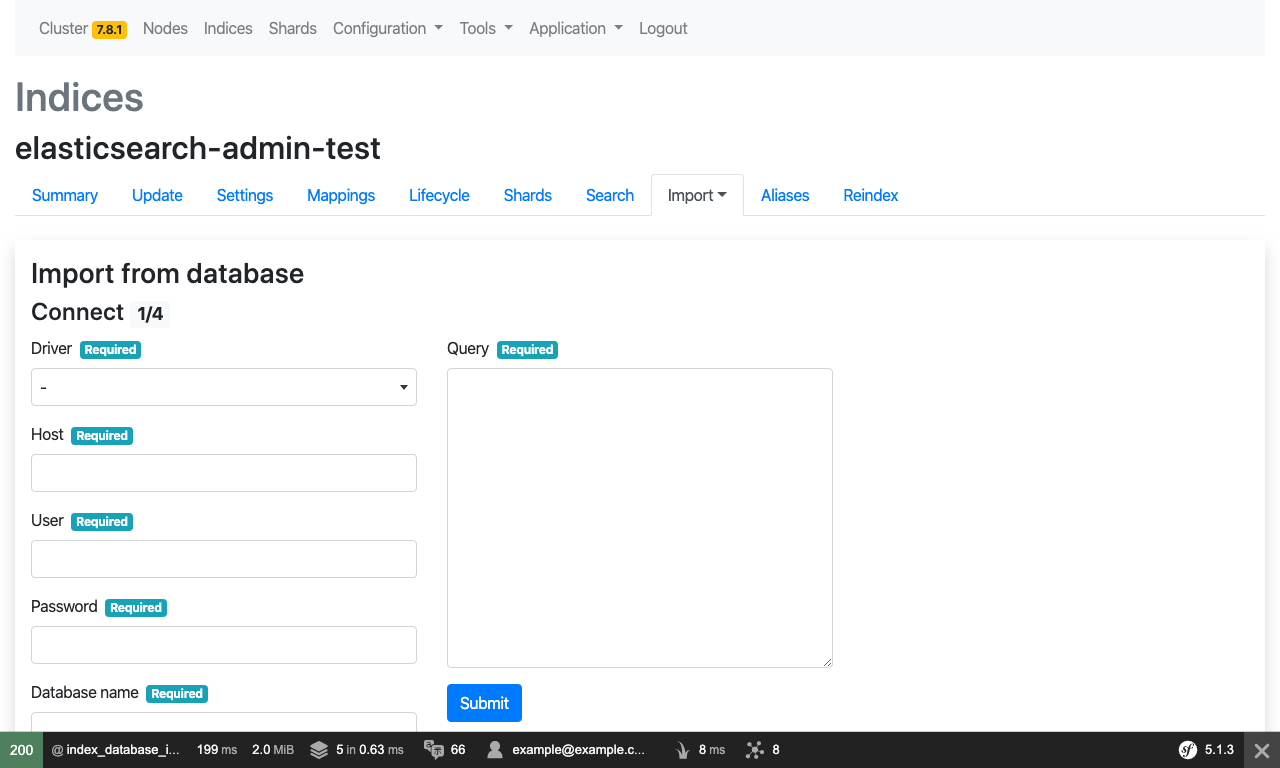 Cluster 7.8.1 Nodes Indices Shards Configuration Tools Application Logout
Indices
elasticsearch-admin-test
Summary Update Settings Mappings Lifecycle Shards Search Import Aliases Reindex
Import from database
Connect 1/4
Driver Required
-
Host Required
User Required
Password Required
Database name Required
Query Required
Submit
200 @ index_database_i... 199 ms 2.0 MiB 5 in 0.63 ms 66 example@example.c... 8 ms 8 5.1.3